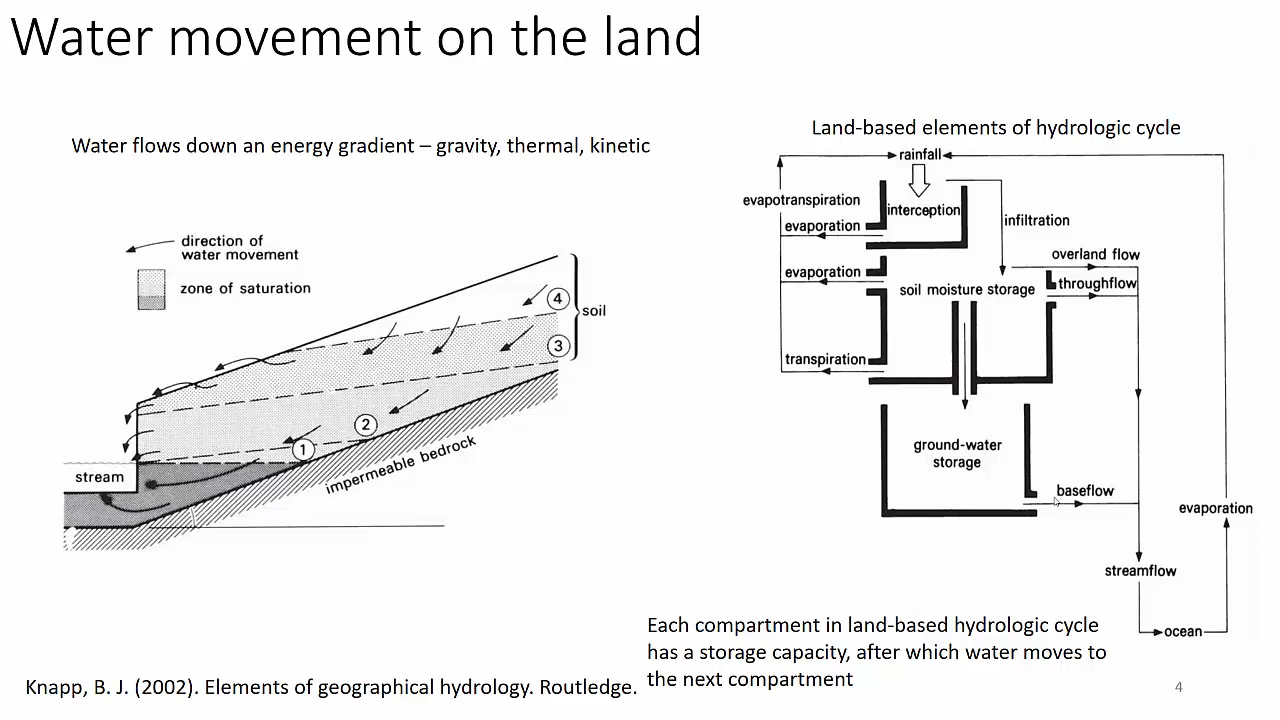 Water movement on the land
Water flows down an energy gradient – gravity, thermal, kinetic
direction of
water movement
zone of saturation
4
soil
3
2
1
impermeable bedrock
stream
Land-based elements of hydrologic cycle
rainfall
evapotranspiration
interception
evaporation
infiltration
overland flow
evaporation
soil moisture storage
throughflow
transpiration
ground-water
storage
baseflow
evaporation
streamflow
ocean
Each compartment in land-based hydrologic cycle
has a storage capacity, after which water moves to
the next compartment
Knapp, B. J. (2002). Elements of geographical hydrology. Routledge.
4